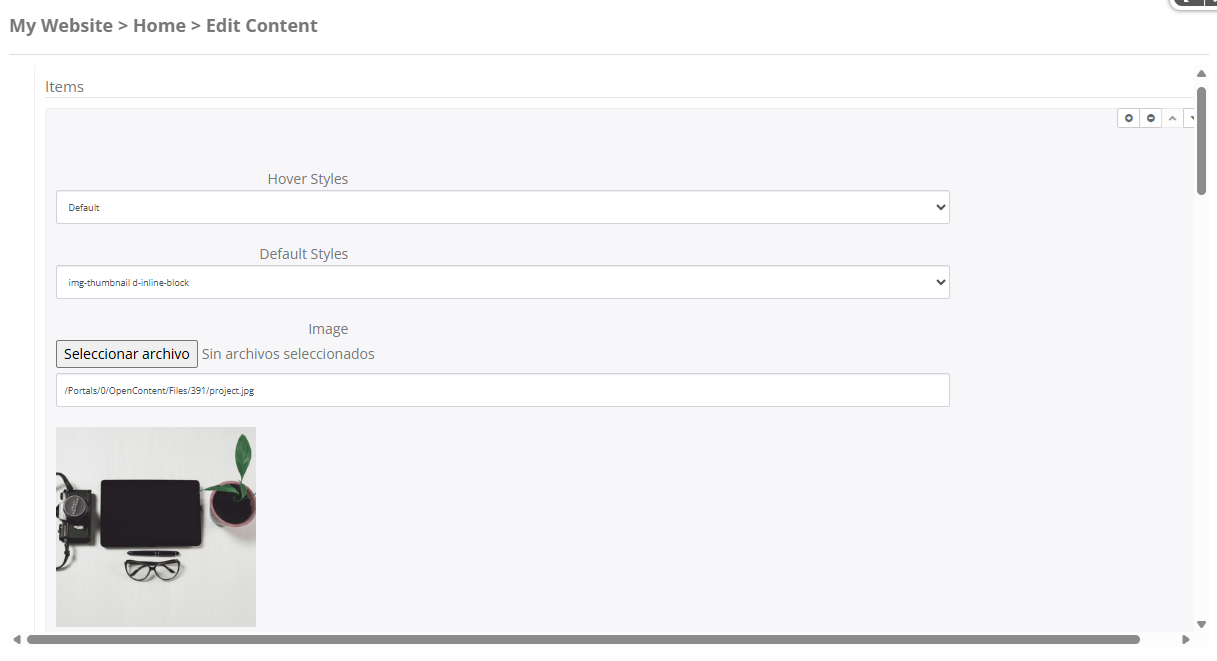 My Website > Home > Edit Content
Items
Hover Styles
Default
Default Styles
img-thumbnail d-inline-block
Image
Seleccionar archivo Sin archivos seleccionados
/Portals/0/OpenContent/Files/391/project.jpg